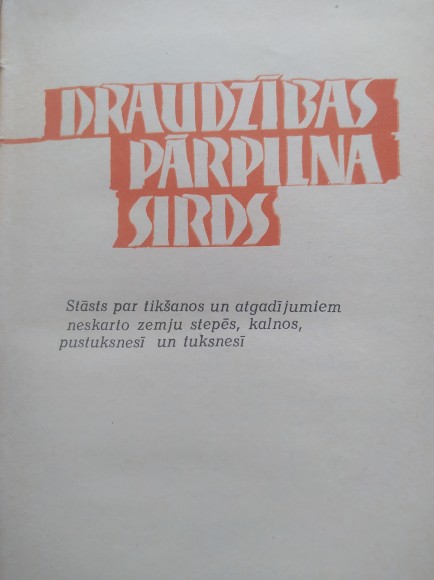 DRAUDZĪBAS
PĀRPILNA
SIRDS
Stāsts par tikšanos un atgadījumiem
neskarto zemju stepēs, kalnos,
pustuksnesī un tuksnesī